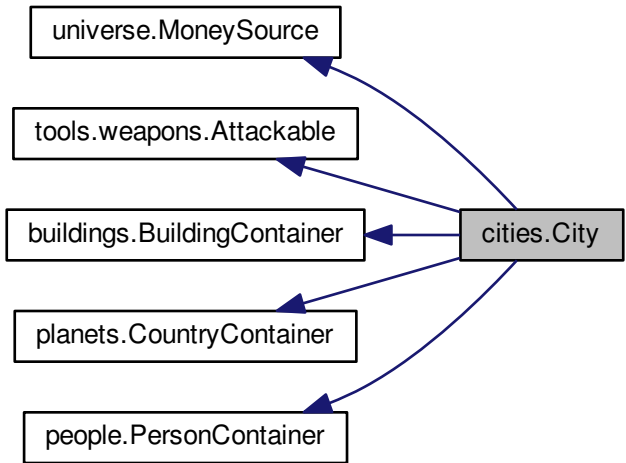 universe.MoneySource
tools.weapons.Attackable
buildings.BuildingContainer
cities.City
planets.CountryContainer
people.PersonContainer